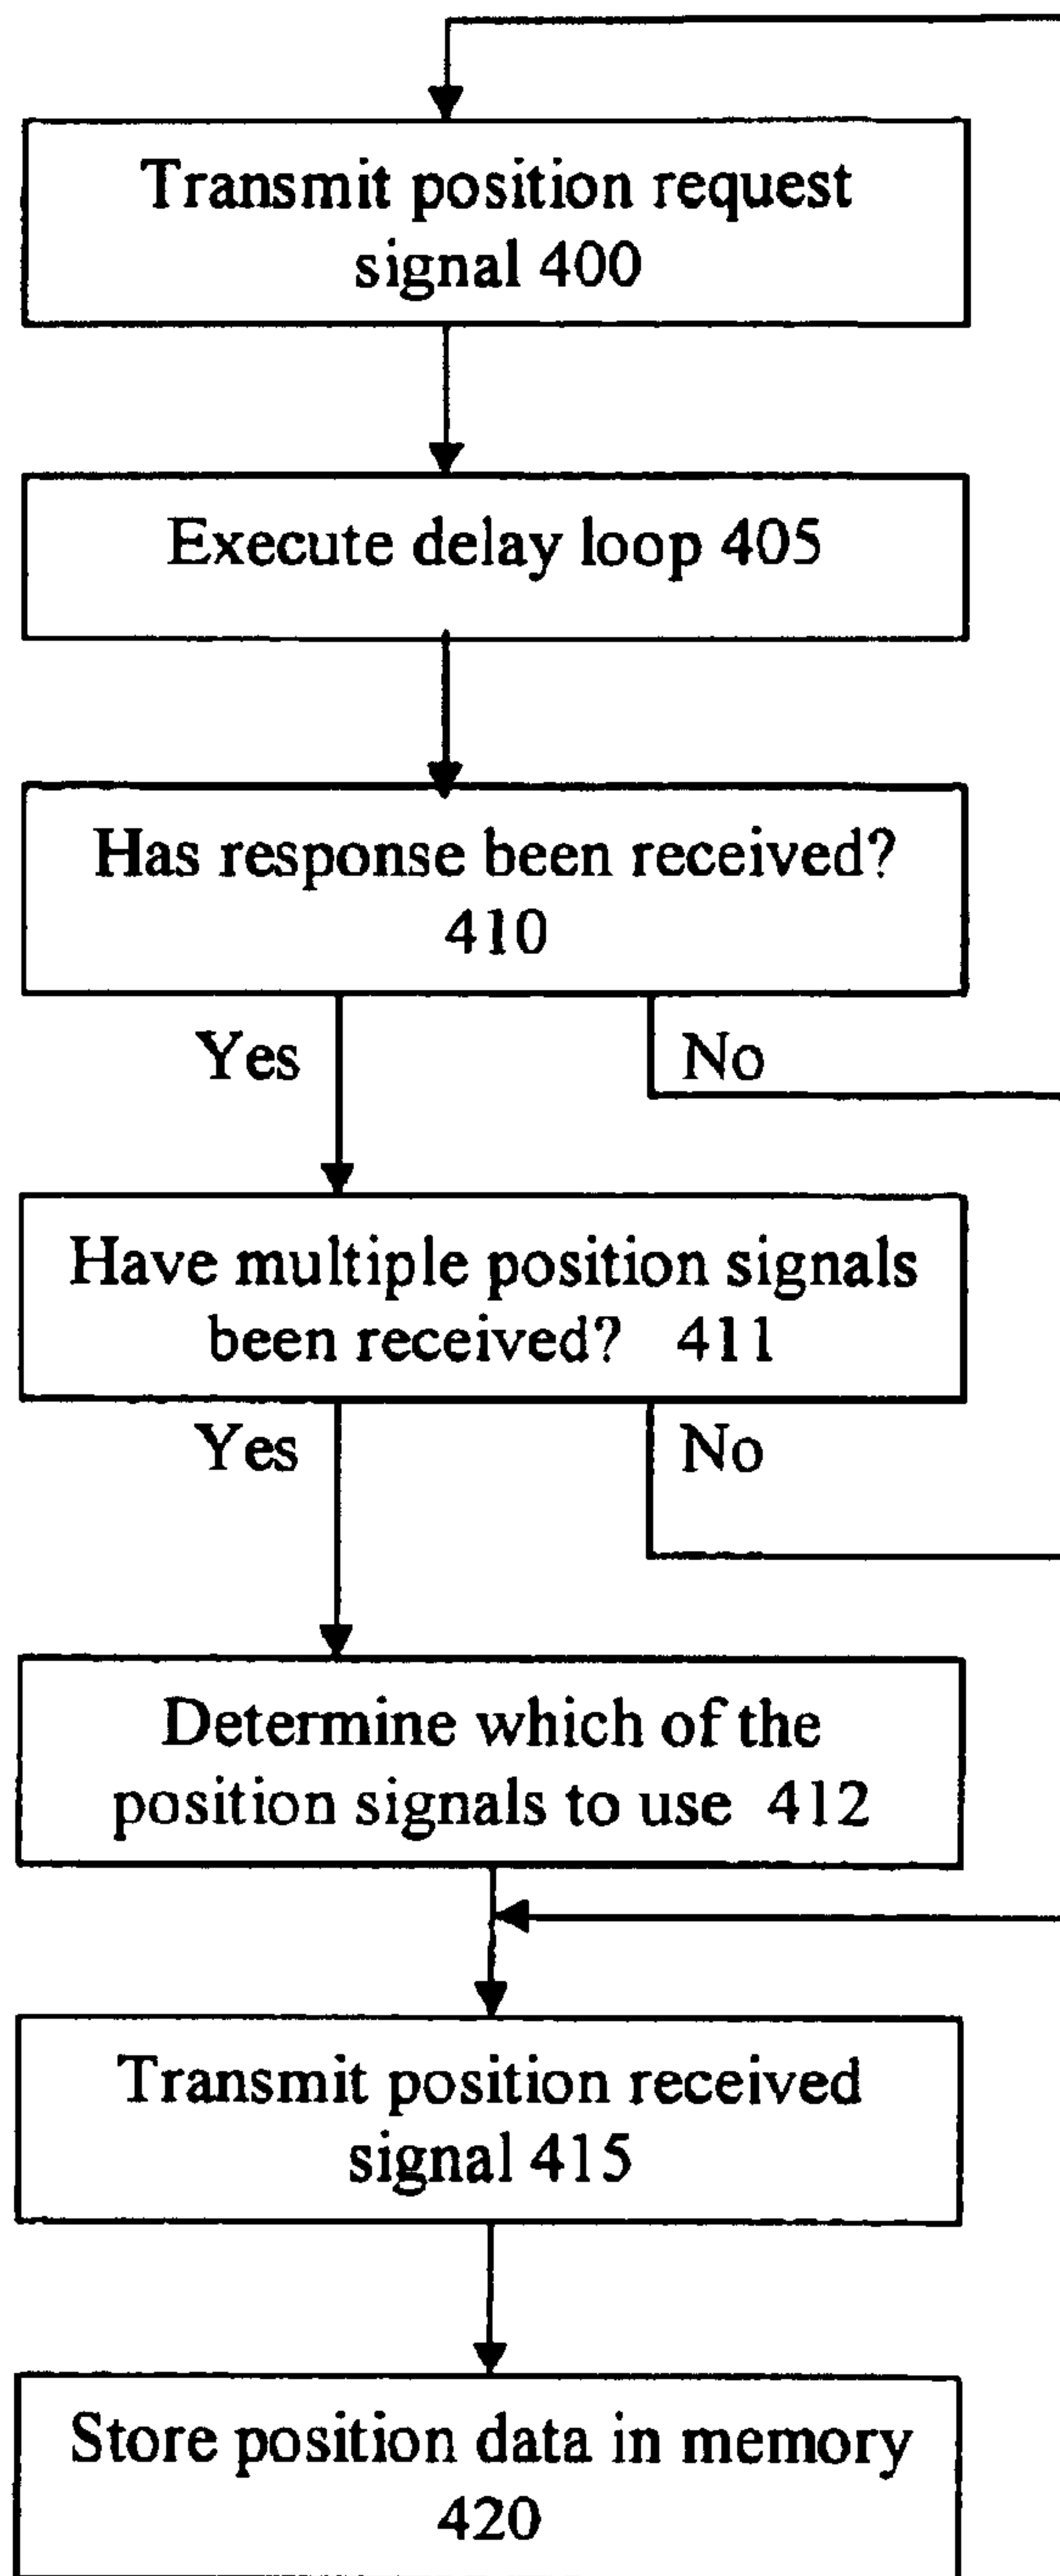 Transmit position request
signal 400
Execute delay loop 405
Has response been received?
410
Yes
No
Have multiple position signals
been received? 411
Yes
No
Determine which of the
position signals to use 412
Transmit position received
signal 415
Store position data in memory
420